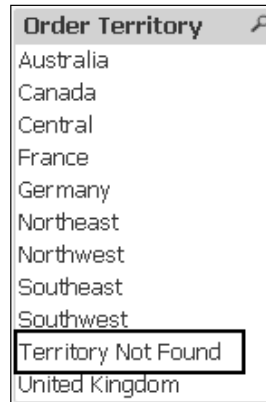 Order Territory
Australia
Canada
Central
France
Germany
Northeast
Northwest
Southeast
Southwest
Territory Not Found
United Kingdom